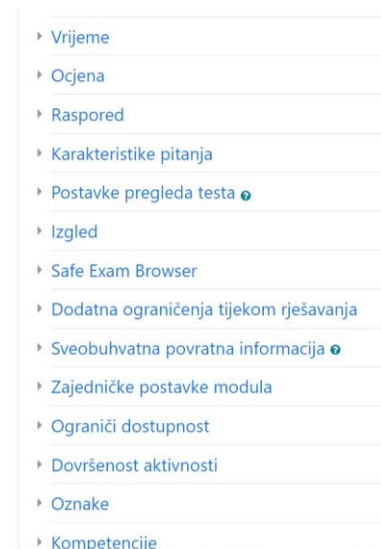 Vrijeme
Ocjena
Raspored
Karakteristike pitanja
Postavke pregleda testa
Izgled
Safe Exam Browser
Dodatna ograničenja tijekom rješavanja
Sveobuhvatna povratna informacija
Zajedničke postavke modula
Ograniči dostupnost
Dovršenost aktivnosti
Oznake
Kompetencije